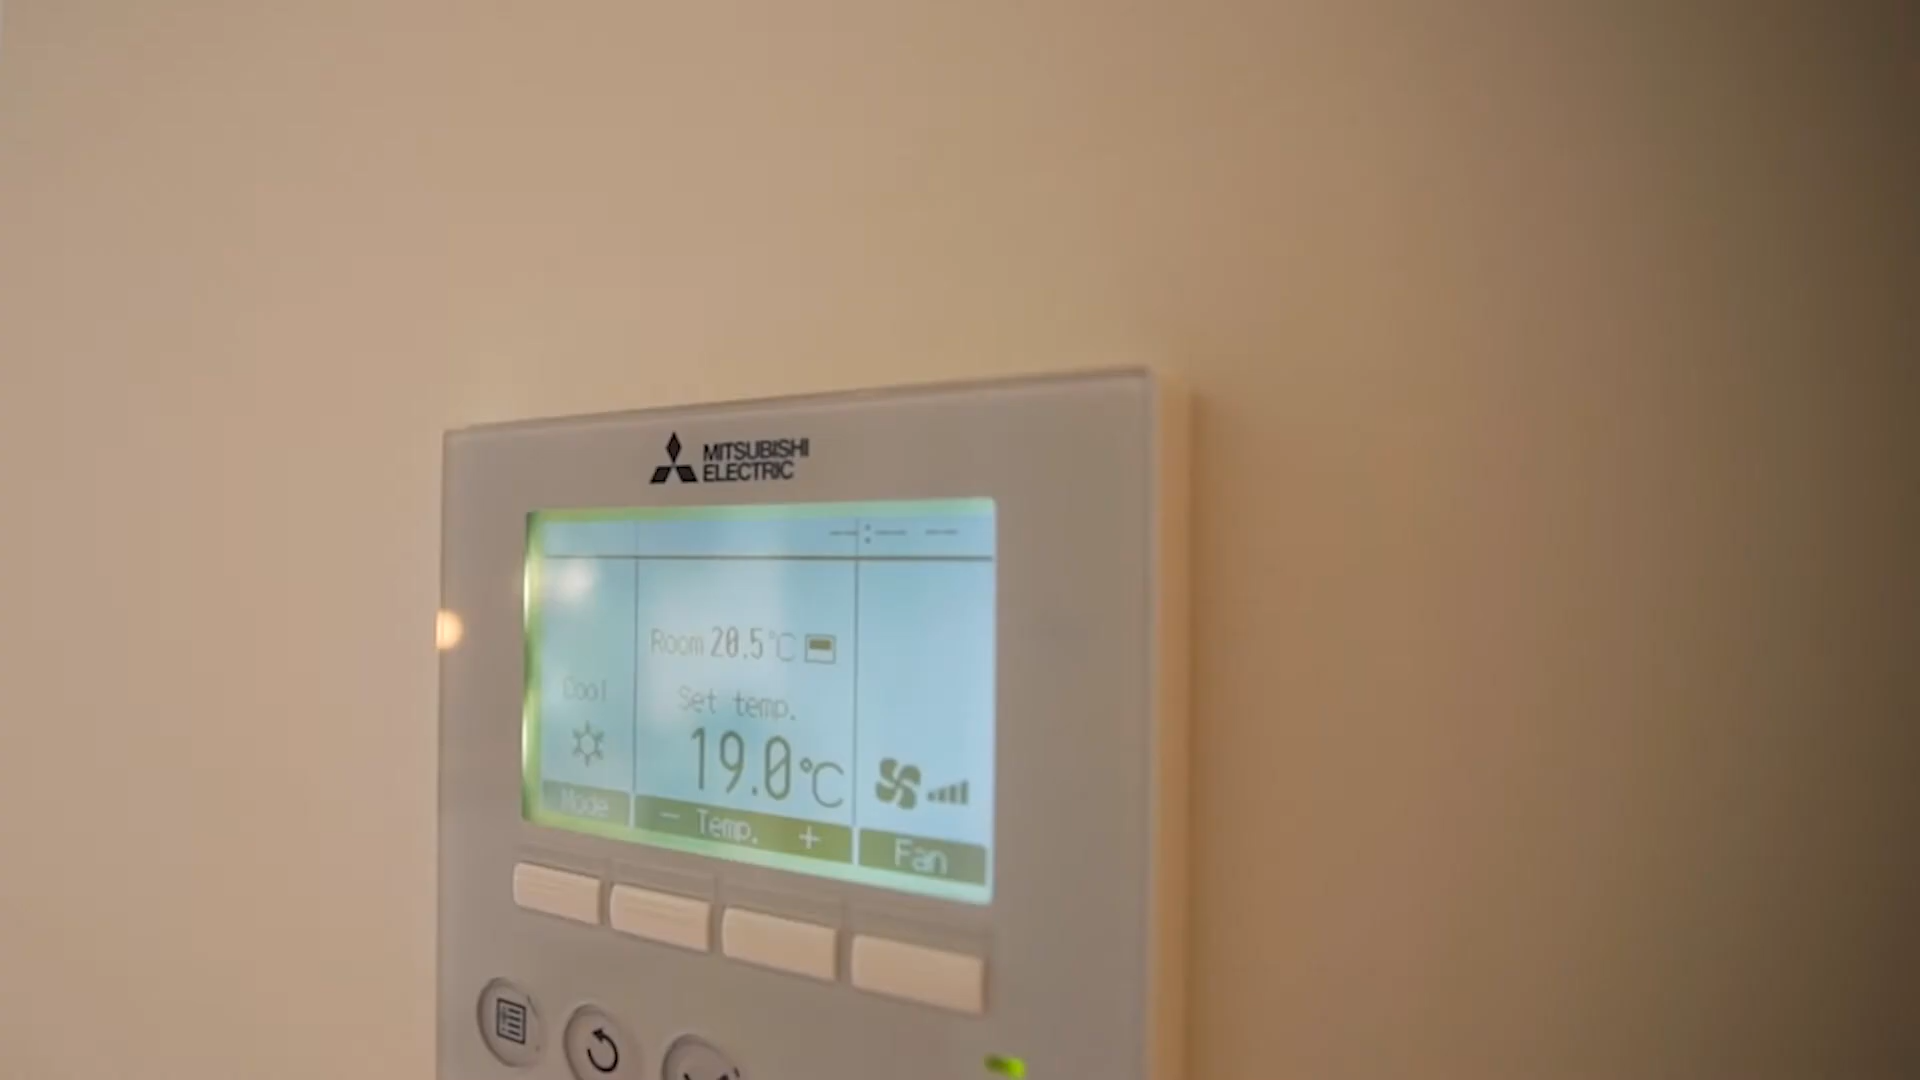 MITSUBISHI
ELECTRIC
--:-- --
Room 20.5°C
Cool
Set temp.
19.0°C
Mode
− Temp. +
Fan